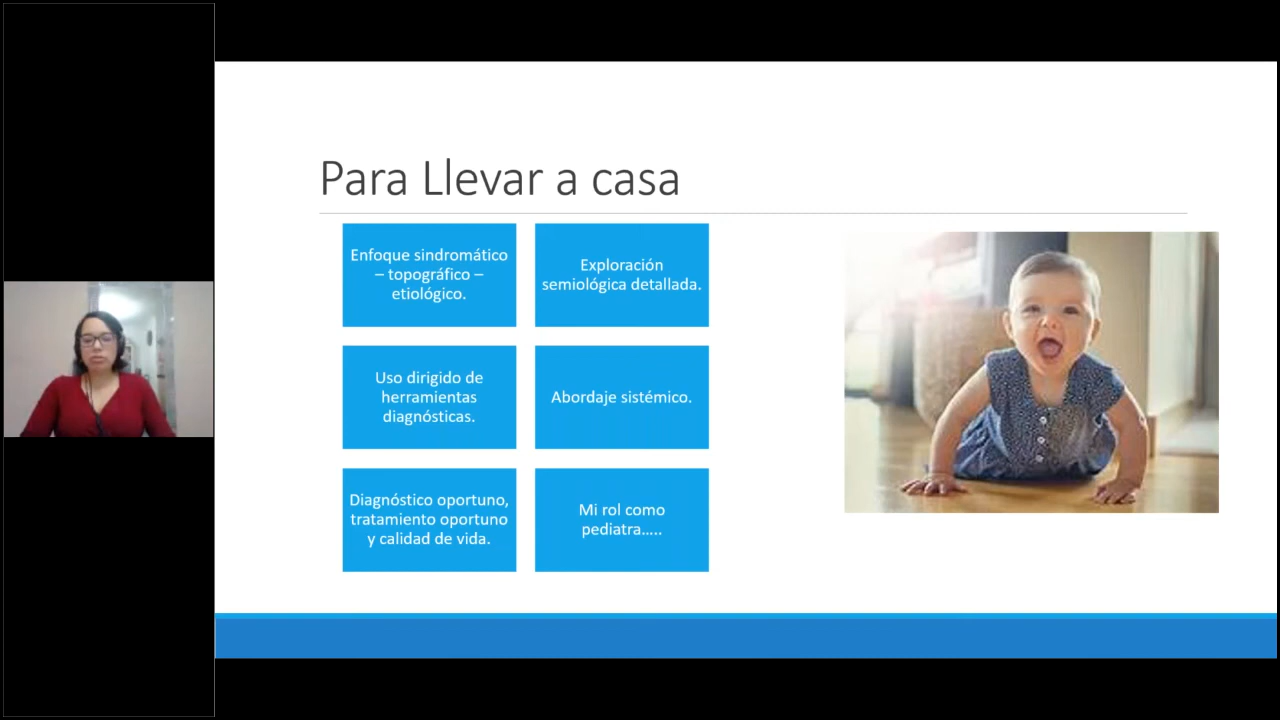 Para Llevar a casa
Enfoque sindromático
– topográfico –
etiológico.
Exploración
semiológica detallada.
Uso dirigido de
herramientas
diagnósticas.
Abordaje sistémico.
Diagnóstico oportuno,
tratamiento oportuno
y calidad de vida.
Mi rol como
pediatra.....